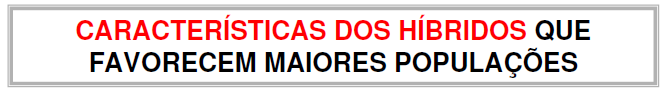 CARACTERÍSTICAS DOS HÍBRIDOS QUE
FAVORECEM MAIORES POPULAÇÕES